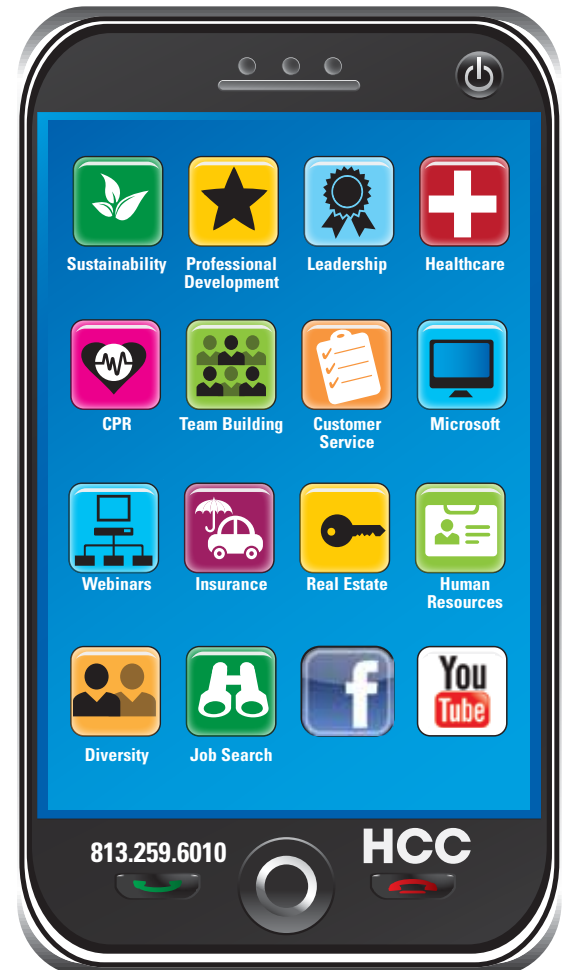 Sustainability Professional Leadership Healthcare
Development
CPR Team Building Customer Microsoft
Service
Webinars Insurance Real Estate Human
Resources
f You
Tube
Diversity Job Search
813.259.6010 HCC